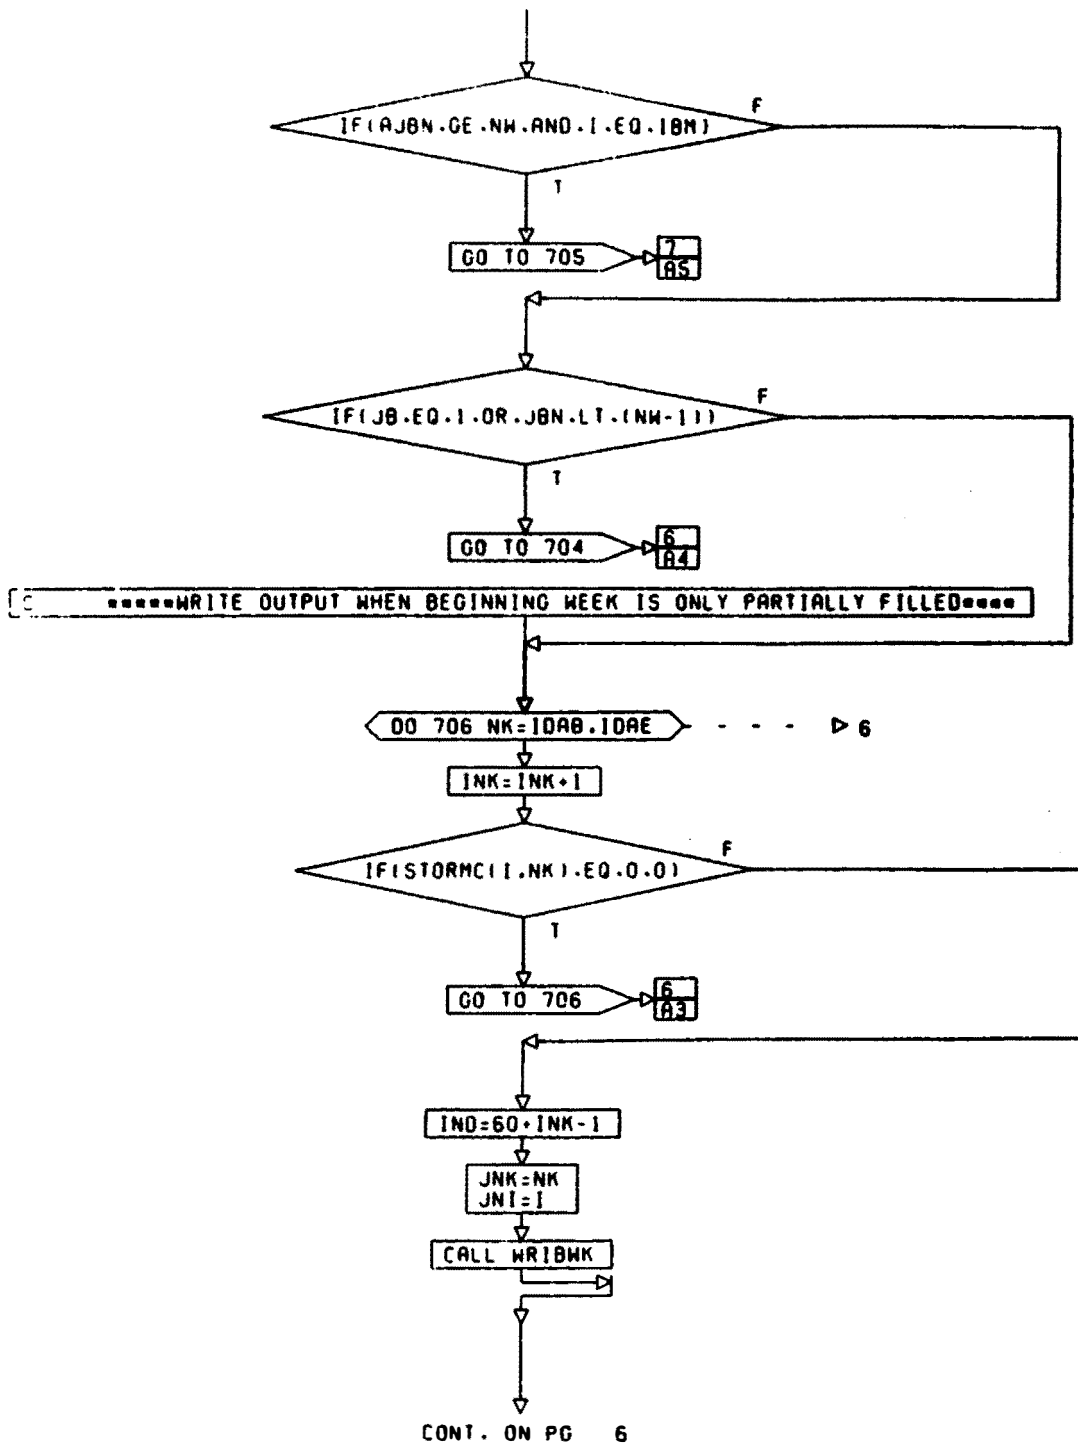 IF(AJBN.GE.NW.AND.I.EQ.IBM)
F
T
GO TO 705
7
A5
IF(JB.EQ.1.OR.JBN.LT.(NW-1))
F
T
GO TO 704
6
A4
C *****WRITE OUTPUT WHEN BEGINNING WEEK IS ONLY PARTIALLY FILLED****
DO 706 NK=IDAB.IDAE
6
INK=INK+1
IF(STORMC(I.NK).EQ.0.0)
F
T
GO TO 706
6
A3
IND=60+INK-1
JNK=NK
JNI=I
CALL WRIBWK
CONT. ON PG 6